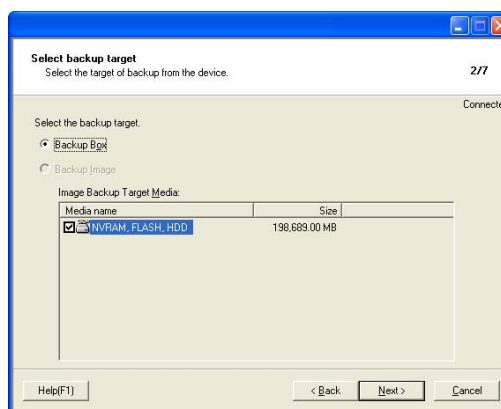 Select backup target
Select the target of backup from the device.
2/7
Connecte
Select the backup target.
Backup Box
Backup Image
Image Backup Target Media:
Media name Size
NVRAM, FLASH, HDD 198,689.00 MB
Help(F1) < Back Next > Cancel